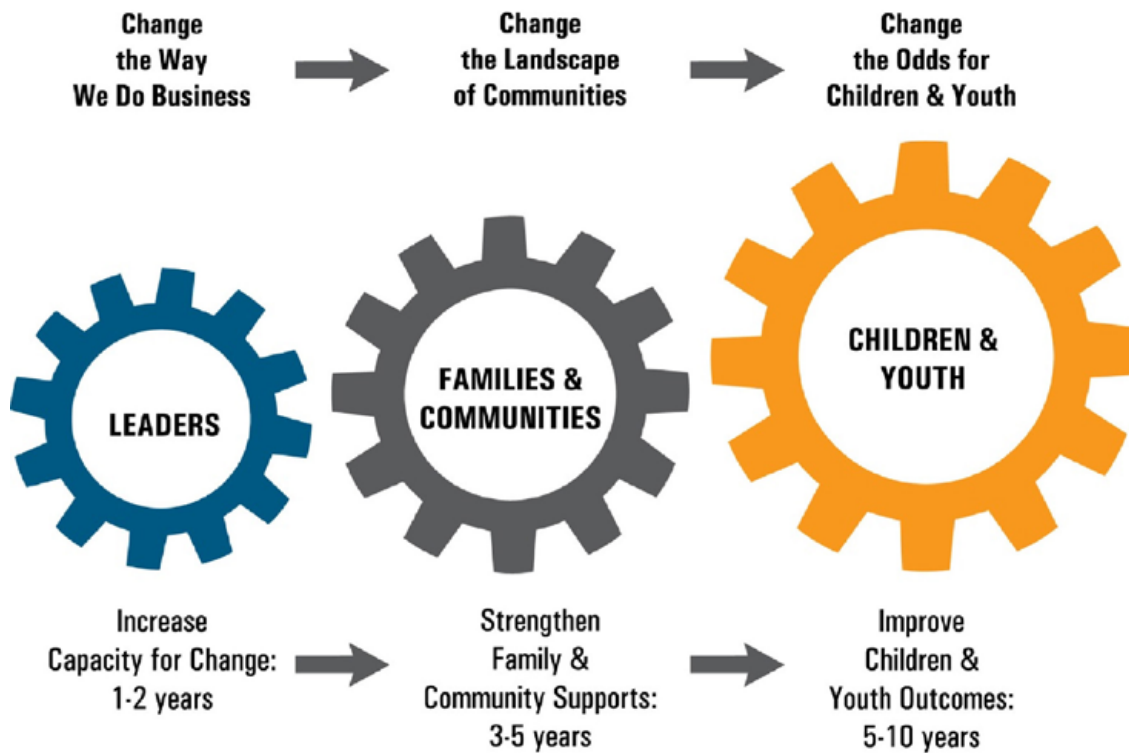 Change
the Way
We Do Business
Change
the Landscape
of Communities
Change
the Odds for
Children & Youth
LEADERS
FAMILIES &
COMMUNITIES
CHILDREN &
YOUTH
Increase
Capacity for Change:
1-2 years
Strengthen
Family &
Community Supports:
3-5 years
Improve
Children &
Youth Outcomes:
5-10 years